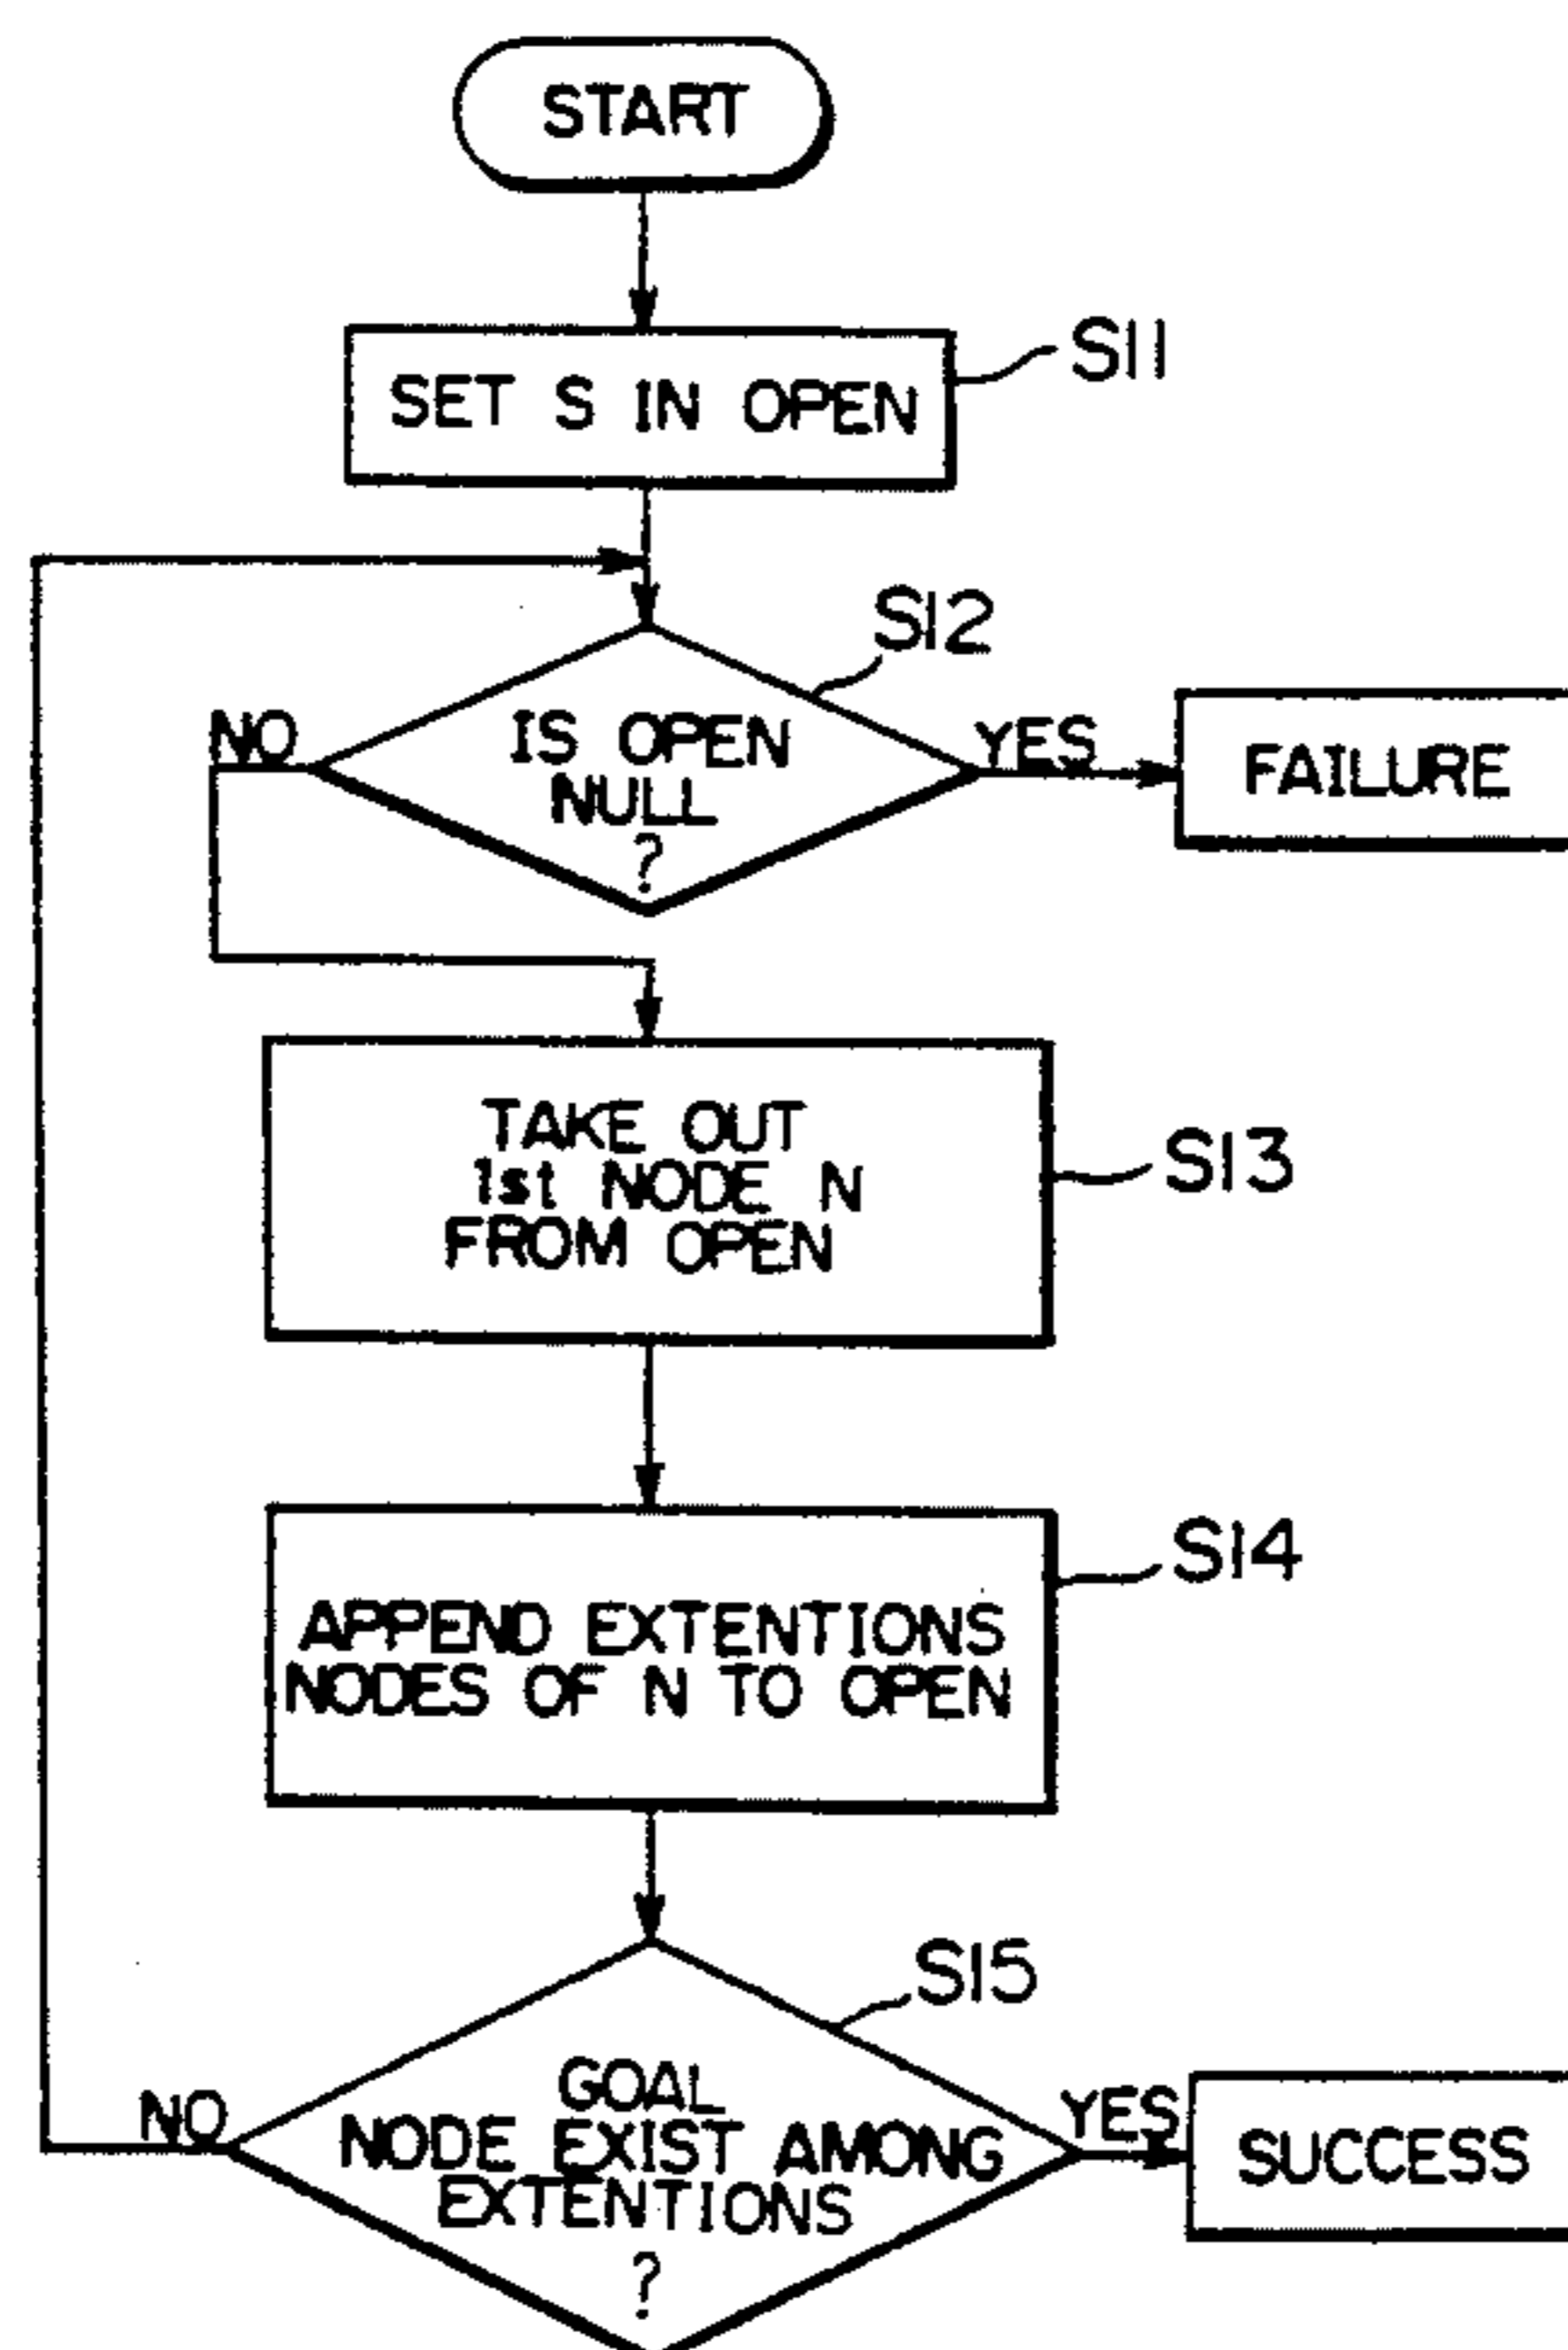 START
SET S IN OPEN
S11
S12
NO
IS OPEN
NULL
?
YES
FAILURE
TAKE OUT
1st NODE N
FROM OPEN
S13
APPEND EXTENTIONS
NODES OF N TO OPEN
S14
S15
NO
GOAL
NODE EXIST AMONG
EXTENTIONS
?
YES
SUCCESS